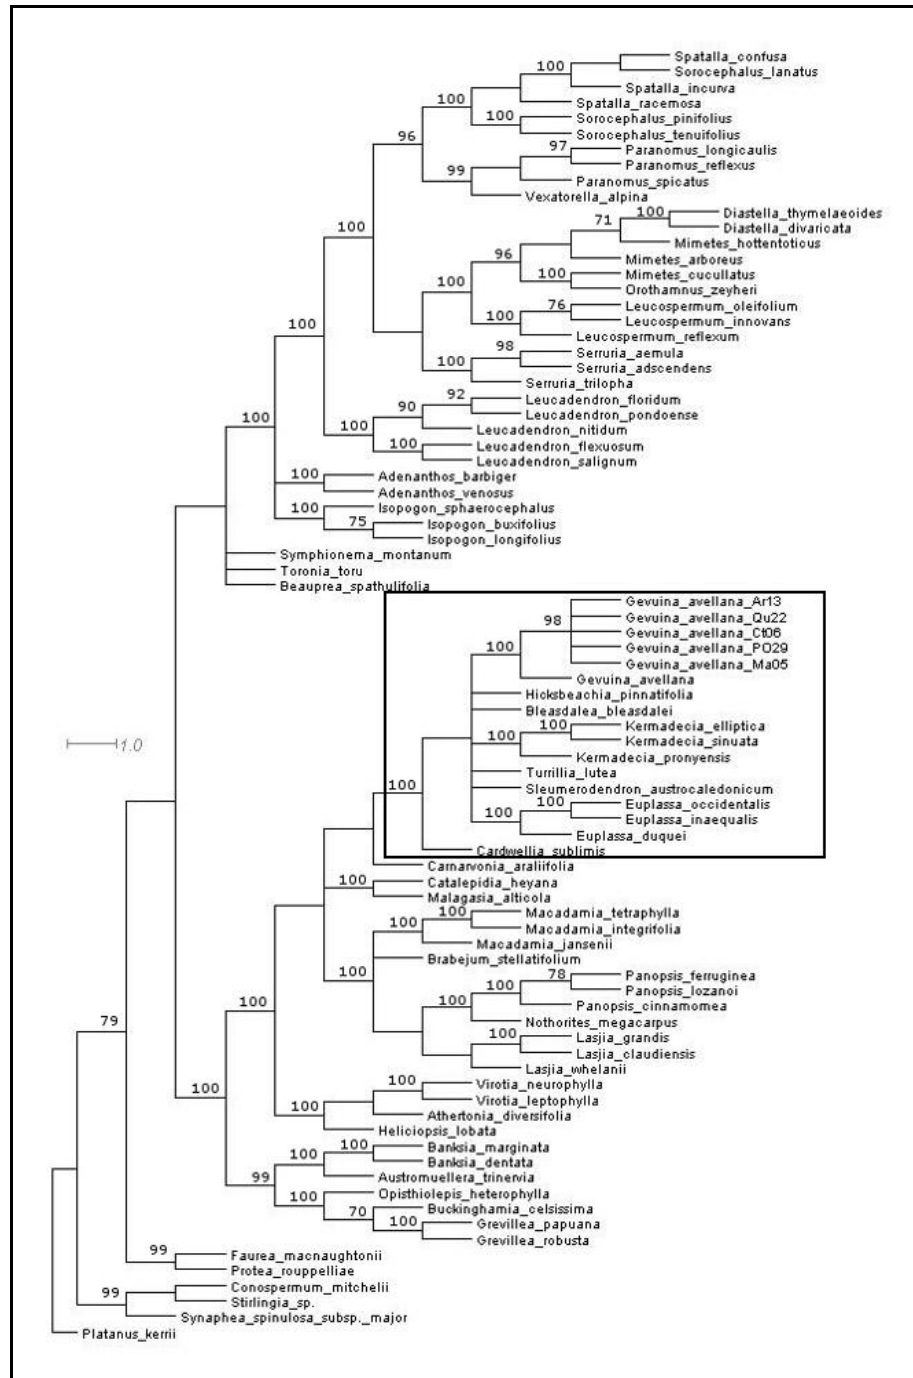 Spatalla_confusa
100
Sorocephalus_lanatus
Spatalla_incurva
100
Spatalla_racemosa
100
Sorocephalus_pinifolius
Sorocephalus_tenuifolius
96
97
Paranomus_longicaulis
Paranomus_reflexus
99
Paranomus_spicatus
Vexatorella_alpina
100
Diastella_thymelaeoides
71
Diastella_divaricata
100
Mimetes_hottentoticus
96
Mimetes_arboreus
100
Mimetes_cucullatus
100
Orothamnus_zeyheri
76
Leucospermum_oleifolium
100
Leucospermum_innovans
100
Leucospermum_reflexum
98
Serruria_aemula
100
Serruria_adscendens
Serruria_trilopha
92
Leucadendron_floridum
90
Leucadendron_pondoense
100
100
Leucadendron_nitidum
100
Leucadendron_flexuosum
Leucadendron_salignum
100
Adenanthos_barbiger
Adenanthos_venosus
100
Isopogon_sphaerocephalus
75
Isopogon_buxifolius
Isopogon_longifolius
Symphionema_montanum
Toronia_toru
Beauprea_spathulifolia
Gevuina_avellana_Ar13
98
Gevuina_avellana_Qu22
Gevuina_avellana_Ct06
100
Gevuina_avellana_PO29
Gevuina_avellana_Ma05
Gevuina_avellana
Hicksbeachia_pinnatifolia
Bleasdalea_bleasdalei
100
Kermadecia_elliptica
100
Kermadecia_sinuata
1.0
Kermadecia_pronyensis
Turrillia_lutea
100
Sleumerodendron_austrocaledonicum
100
Euplassa_occidentalis
100
Euplassa_inaequalis
Euplassa_duquei
Cardwellia_sublimis
Carnarvonia_araliifolia
100
Catalepidia_heyana
Malagasia_alticola
100
Macadamia_tetraphylla
100
Macadamia_integrifolia
Macadamia_jansenii
100
Brabejum_stellatifolium
78
Panopsis_ferruginea
100
Panopsis_lozanoi
100
Panopsis_cinnamomea
100
Nothorites_megacarpus
79
100
Lasjia_grandis
Lasjia_claudiensis
Lasjia_whelanii
100
100
Virotia_neurophylla
Virotia_leptophylla
100
Athertonia_diversifolia
Heliciopsis_lobata
100
Banksia_marginata
100
Banksia_dentata
99
Austromuellera_trinervia
100
Opisthiolepis_heterophylla
70
Buckinghamia_celsissima
100
Grevillea_papuana
Grevillea_robusta
99
Faurea_macnaughtonii
Protea_rouppelliae
99
Conospermum_mitchelii
Stirlingia_sp.
Synaphea_spinulosa_subsp._major
Platanus_kerrii